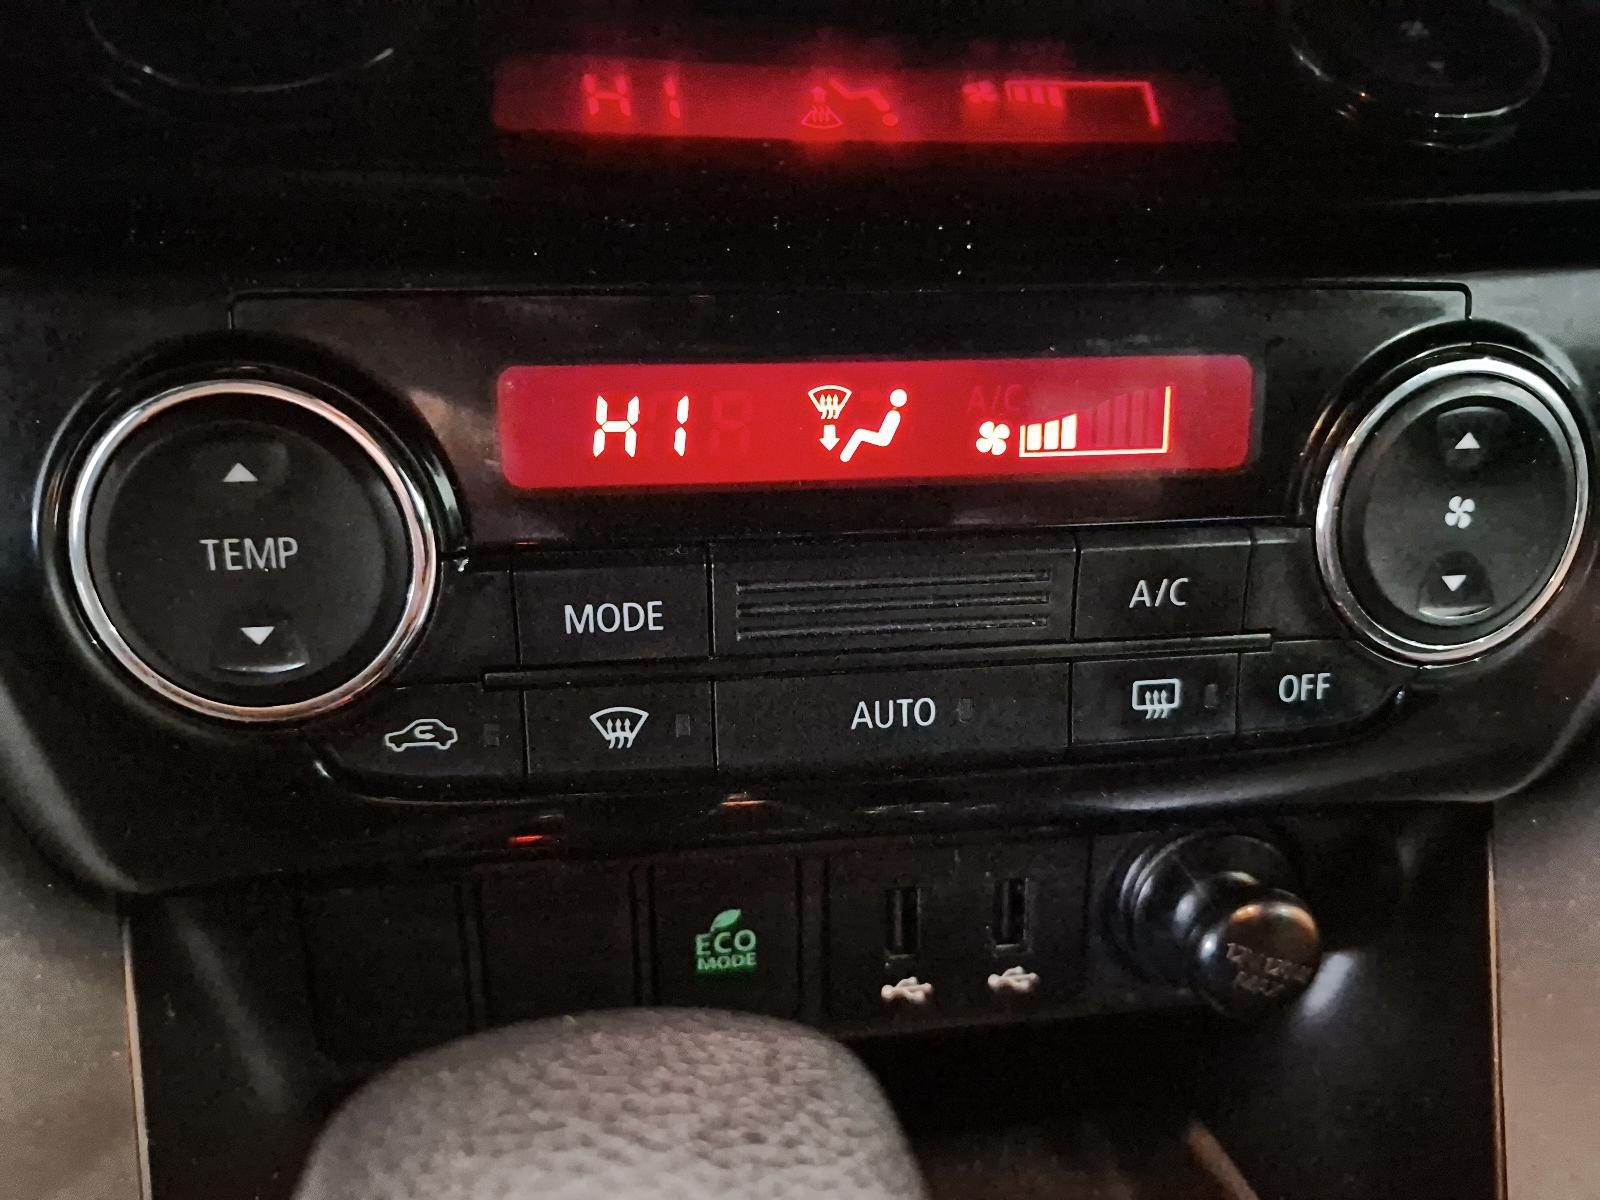 HI
HI
A/C
TEMP
MODE
A/C
AUTO
OFF
ECO
MODE